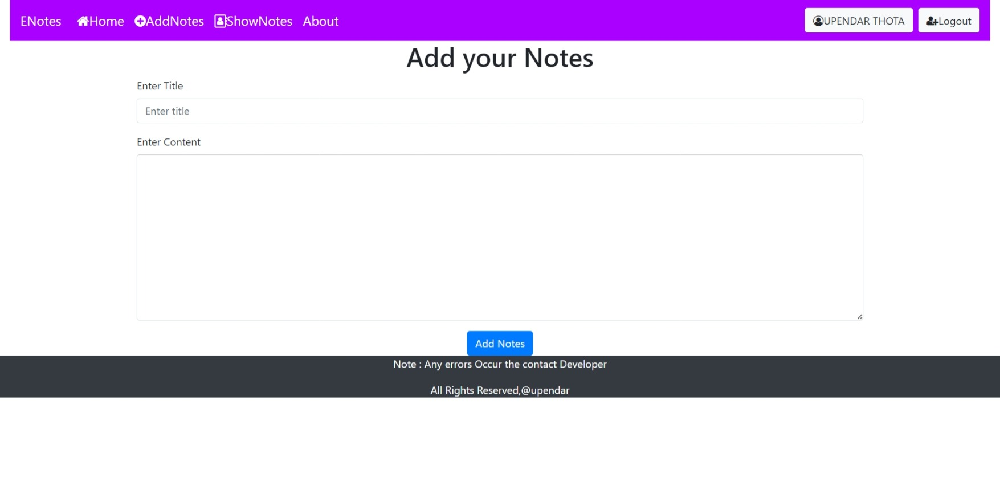 ENotes Home AddNotes ShowNotes About UPENDAR THOTA Logout
Add your Notes
Enter Title
Enter title
Enter Content
Add Notes
Note : Any errors Occur the contact Developer
All Rights Reserved,@upendar